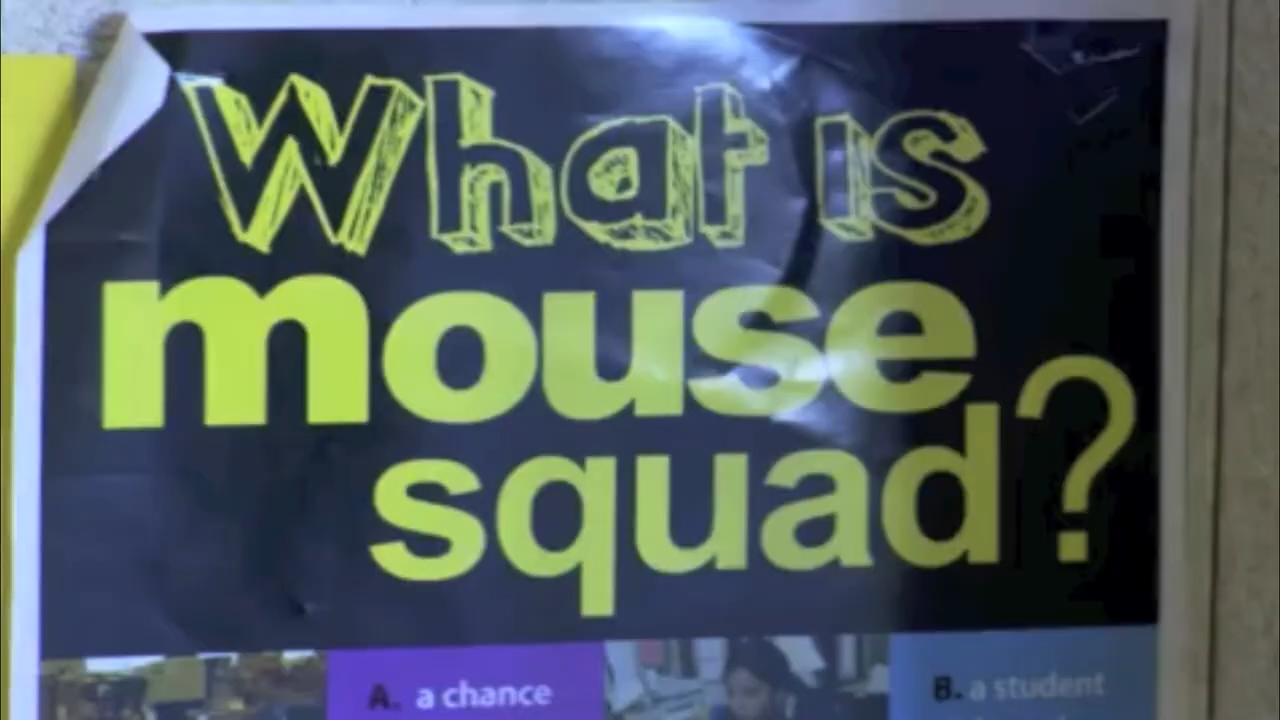 What is
mouse
squad?
A. a chance
B. a student